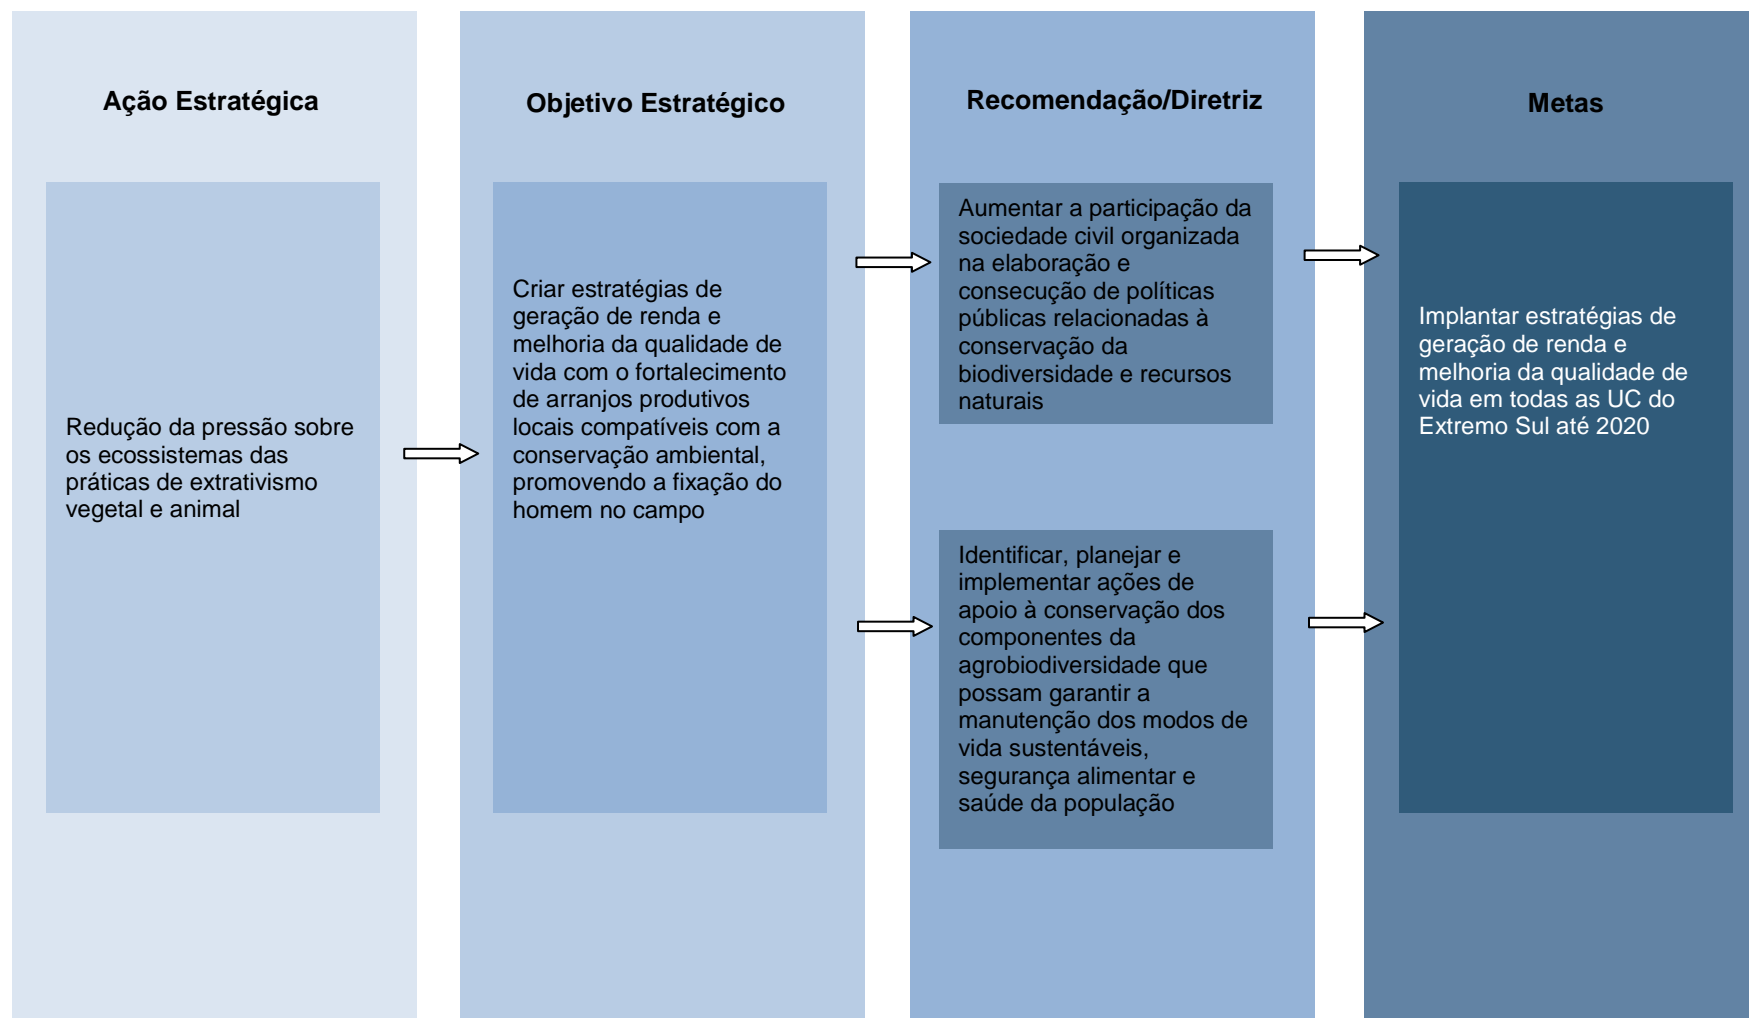 Ação Estratégica
Redução da pressão sobre
os ecossistemas das
práticas de extrativismo
vegetal e animal
Objetivo Estratégico
Criar estratégias de
geração de renda e
melhoria da qualidade de
vida com o fortalecimento
de arranjos produtivos
locais compatíveis com a
conservação ambiental,
promovendo a fixação do
homem no campo
Recomendação/Diretriz
Aumentar a participação da
sociedade civil organizada
na elaboração e
consecução de políticas
públicas relacionadas à
conservação da
biodiversidade e recursos
naturais
Identificar, planejar e
implementar ações de
apoio à conservação dos
componentes da
agrobiodiversidade que
possam garantir a
manutenção dos modos de
vida sustentáveis,
segurança alimentar e
saúde da população
Metas
Implantar estratégias de
geração de renda e
melhoria da qualidade de
vida em todas as UC do
Extremo Sul até 2020